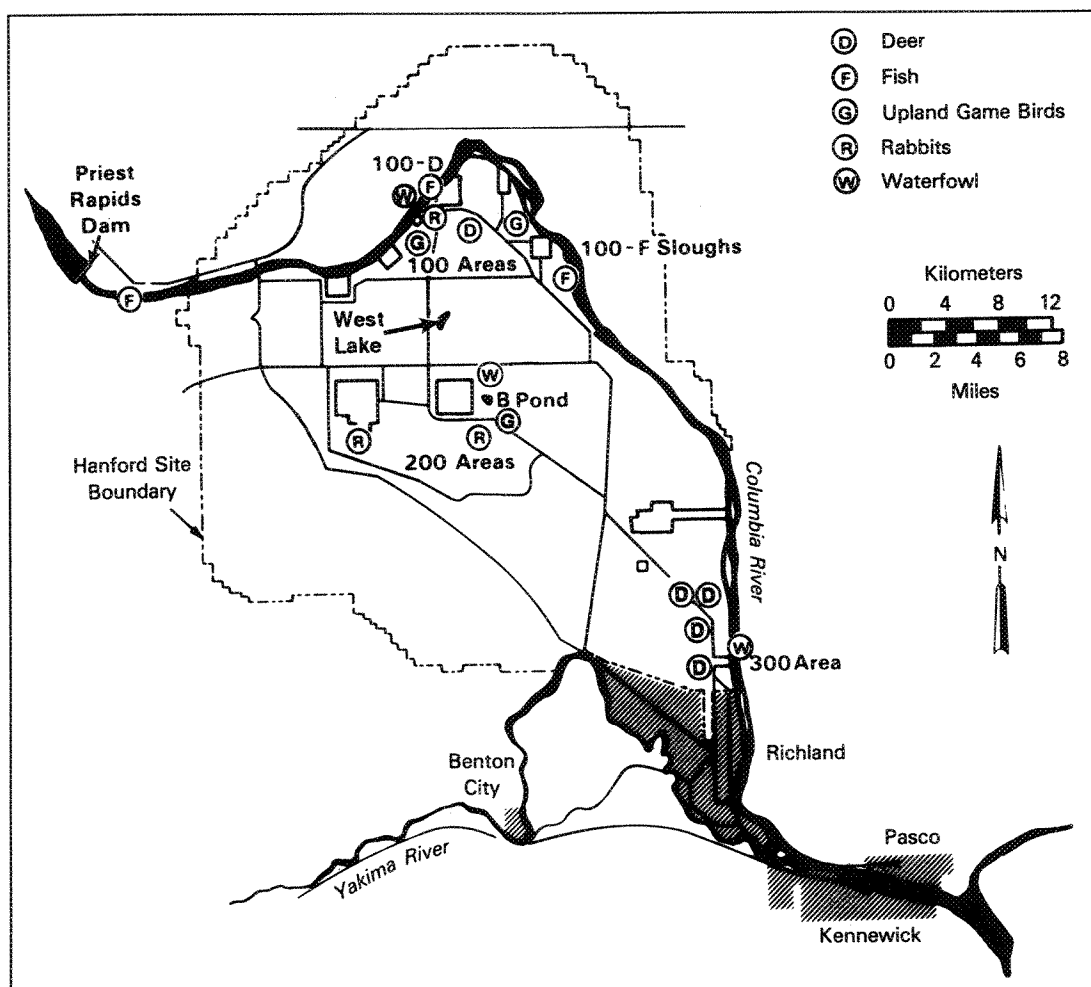 D Deer
F Fish
G Upland Game Birds
R Rabbits
W Waterfowl
Priest
Rapids
Dam
100-D
W
F
R
G
D
G
100-F Sloughs
100 Areas
F
F
Kilometers
0 4 8 12
0 2 4 6 8
Miles
West
Lake
W
B Pond
G
R
R
200 Areas
Hanford Site
Boundary
Columbia River
N
D D
D
W
D
300 Area
Richland
Benton
City
Yakima River
Pasco
Kennewick